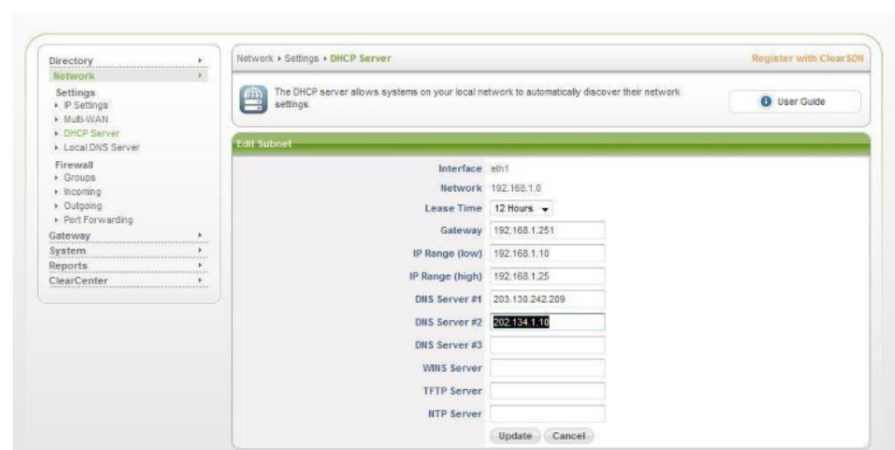 Directory
Network
Settings
IP Settings
Multi-WAN
DHCP Server
Local DNS Server
Firewall
Groups
Incoming
Outgoing
Port Forwarding
Gateway
System
Reports
ClearCenter
Network ▸ Settings ▸ DHCP Server
Register with ClearSDN
The DHCP server allows systems on your local network to automatically discover their network
settings.
User Guide
Edit Subnet
Interface eth1
Network 192.168.1.0
Lease Time 12 Hours
Gateway 192.168.1.251
IP Range (low) 192.168.1.10
IP Range (high) 192.168.1.25
DNS Server #1 203.130.242.209
DNS Server #2 202.134.1.10
DNS Server #3
WINS Server
TFTP Server
NTP Server
Update Cancel